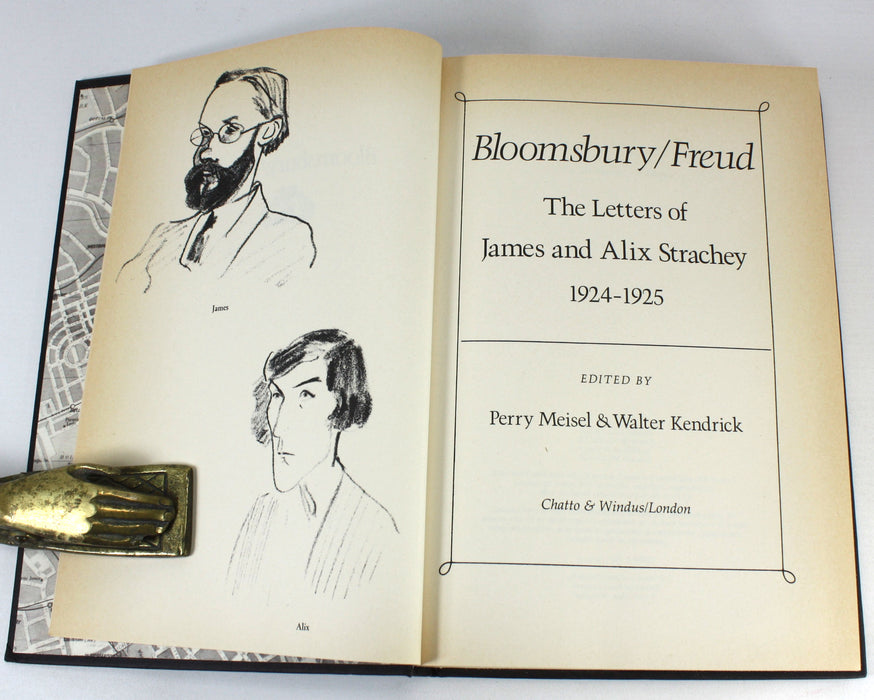 James
Alix
Bloomsbury/Freud
The Letters of
James and Alix Strachey
1924-1925
EDITED BY
Perry Meisel & Walter Kendrick
Chatto & Windus/London